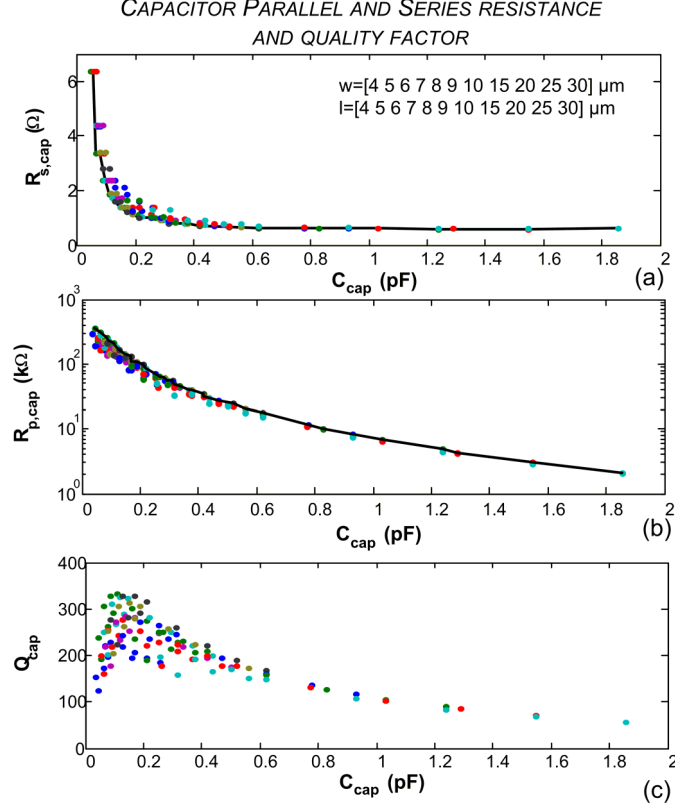 CAPACITOR PARALLEL AND SERIES RESISTANCE
AND QUALITY FACTOR
w=[4 5 6 7 8 9 10 15 20 25 30] µm
l=[4 5 6 7 8 9 10 15 20 25 30] µm
6
4
2
0
R_s,cap (Ω)
0 0.2 0.4 0.6 0.8 1 1.2 1.4 1.6 1.8 2
C_cap (pF)
(a)
10^3
10^2
10^1
10^0
R_p,cap (kΩ)
0 0.2 0.4 0.6 0.8 1 1.2 1.4 1.6 1.8 2
C_cap (pF)
(b)
400
300
200
100
0
Q_cap
0 0.2 0.4 0.6 0.8 1 1.2 1.4 1.6 1.8 2
C_cap (pF)
(c)